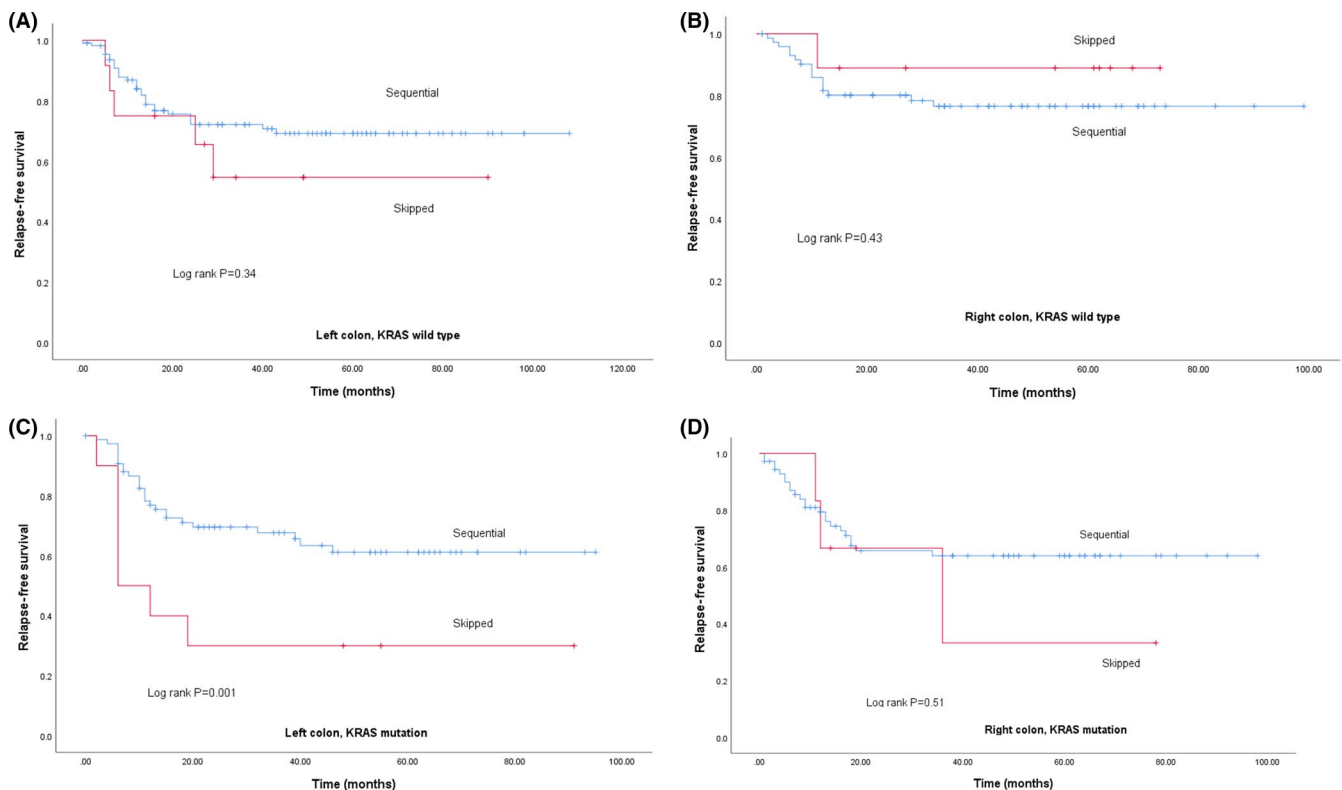 (A)
1.0
0.8
0.6
0.4
0.2
0.0
Relapse-free survival
Sequential
Skipped
Log rank P=0.34
Left colon, KRAS wild type
.00 20.00 40.00 60.00 80.00 100.00 120.00
Time (months)
(B)
1.0
0.8
0.6
0.4
0.2
0.0
Relapse-free survival
Skipped
Sequential
Log rank P=0.43
Right colon, KRAS wild type
.00 20.00 40.00 60.00 80.00 100.00
Time (months)
(C)
1.0
0.8
0.6
0.4
0.2
0.0
Relapse-free survival
Sequential
Skipped
Log rank P=0.001
Left colon, KRAS mutation
.00 20.00 40.00 60.00 80.00 100.00
Time (months)
(D)
1.0
0.8
0.6
0.4
0.2
0.0
Relapse-free survival
Sequential
Skipped
Log rank P=0.51
Right colon, KRAS mutation
.00 20.00 40.00 60.00 80.00 100.00
Time (months)